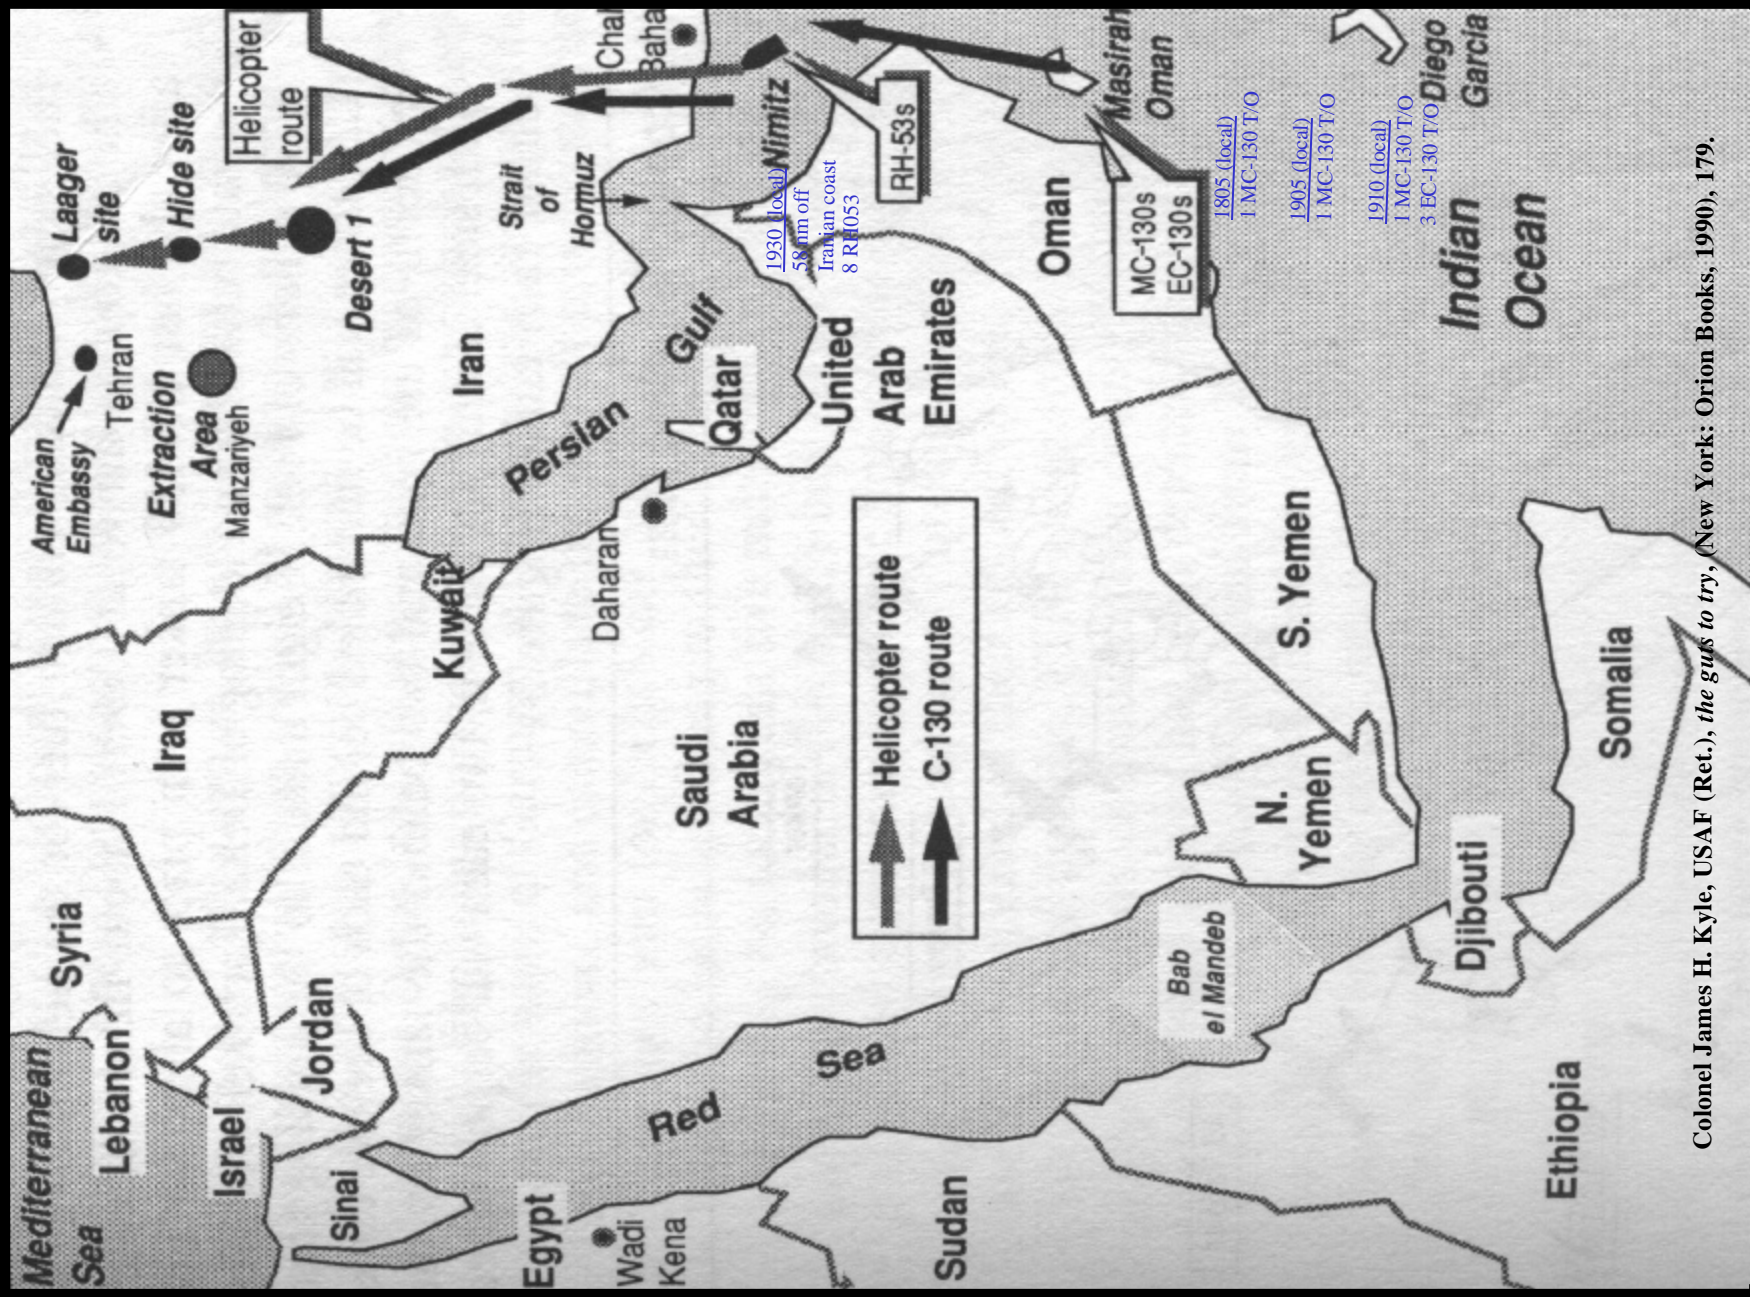 Mediterranean
Sea
Lebanon
Syria
Iraq
American
Embassy
Tehran
Laager
site
Hide site
Extraction
Area
Manzariyeh
Helicopter
route
Israel
Jordan
Sinai
Desert 1
Iran
Kuwait
Egypt
Wadi
Kena
Daharan
Persian
Gulf
Strait
of
Hormuz
Red
Sea
Saudi
Arabia
Qatar
Nimitz
1930 (local)
58 nm off
Iranian coast
8 RH053
United
Arab
Emirates
Helicopter route
C-130 route
RH-53s
Sudan
Oman
Masirah
Oman
MC-130s
EC-130s
Bab
el Mandeb
N.
Yemen
S. Yemen
1805 (local)
1 MC-130 T/O
1905 (local)
1 MC-130 T/O
1910 (local)
1 MC-130 T/O
3 EC-130 T/O
Diego
Garcia
Djibouti
Indian
Ocean
Ethiopia
Somalia
Colonel James H. Kyle, USAF (Ret.), the guts to try, (New York: Orion Books, 1990), 179.